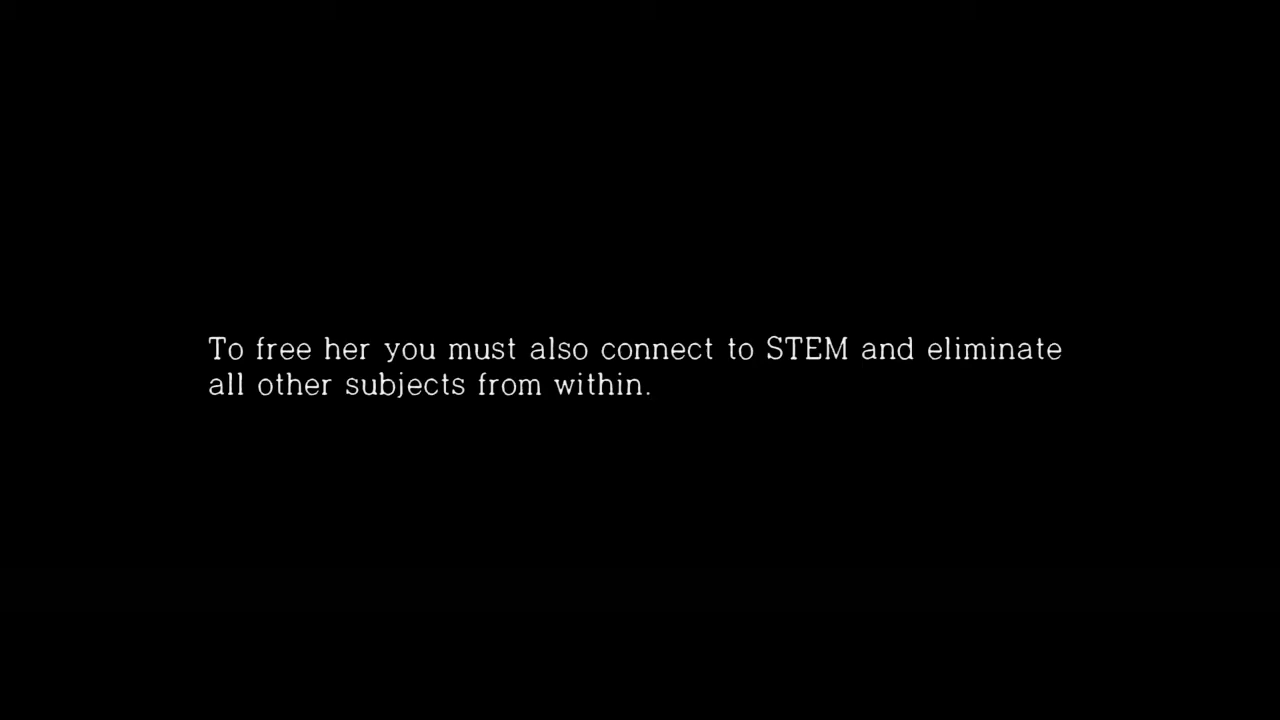 To free her you must also connect to STEM and eliminate
all other subjects from within.